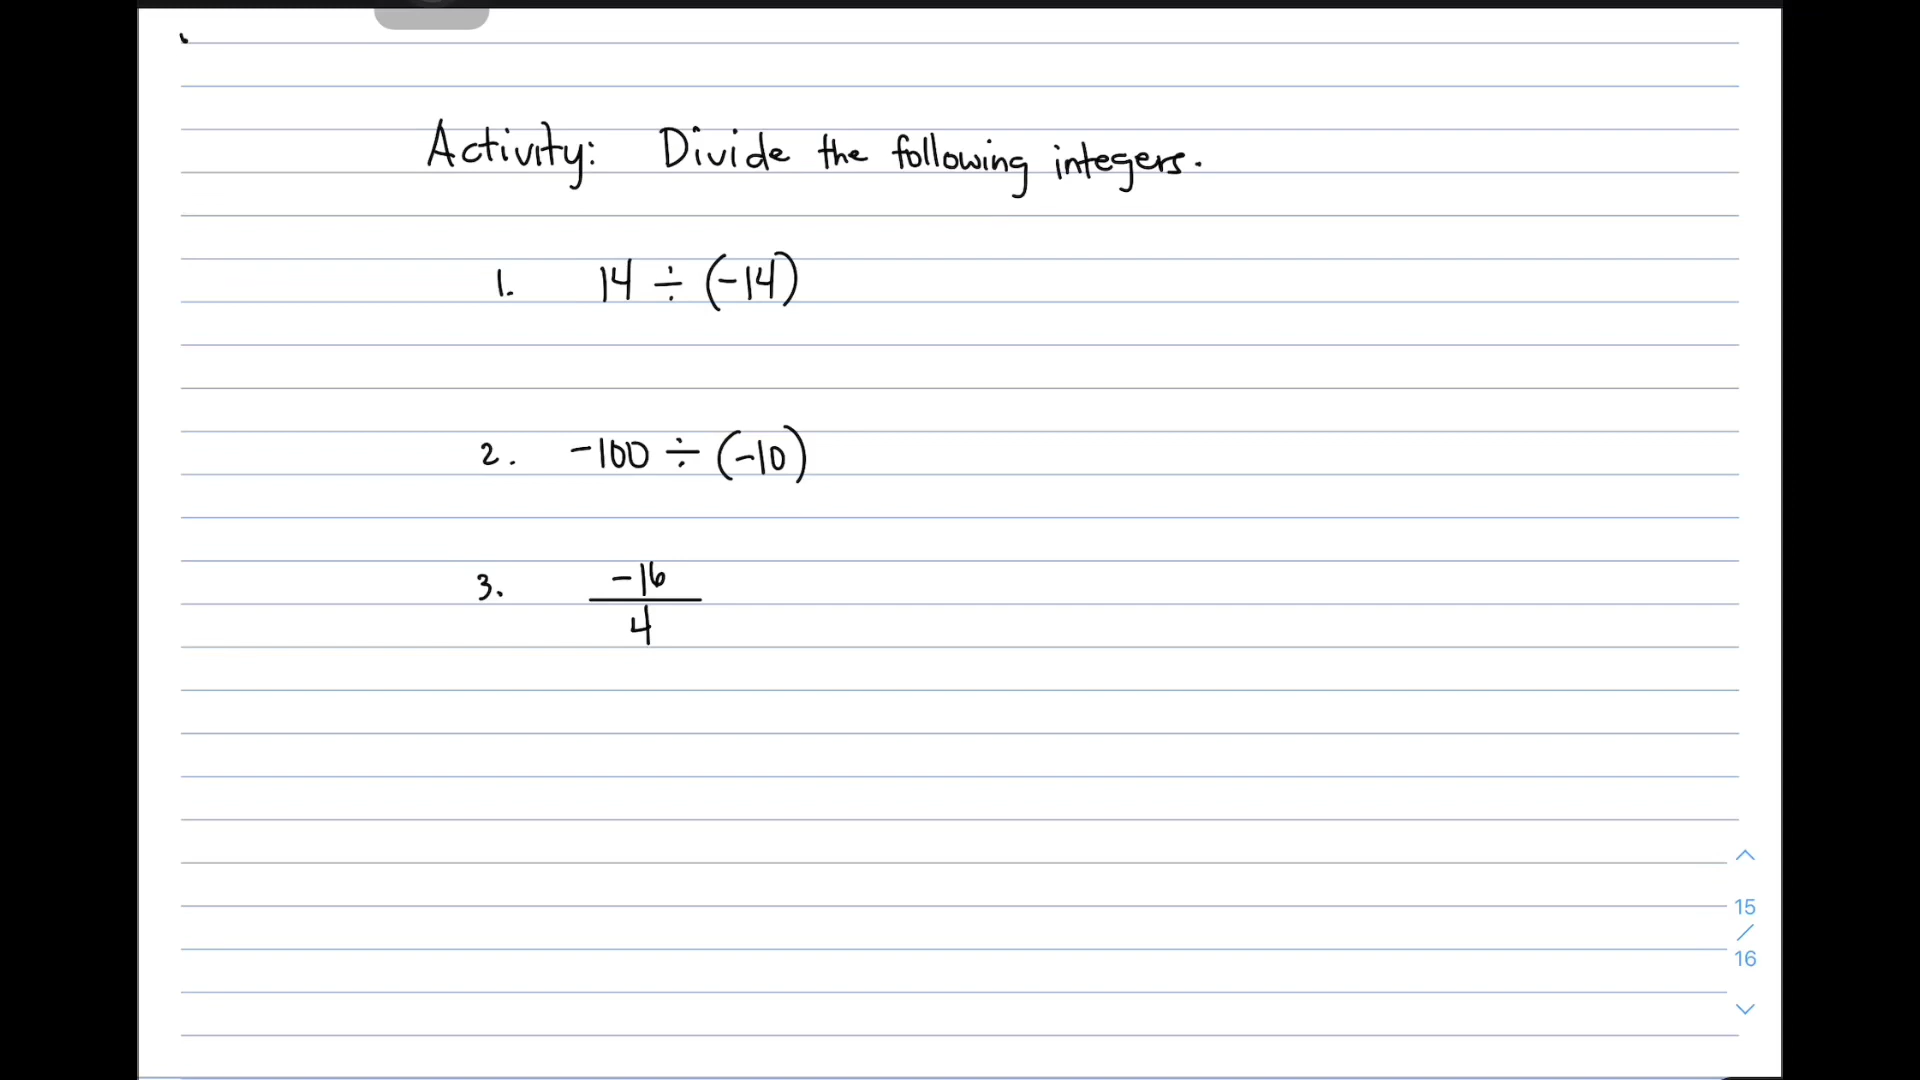 Activity: Divide the following integers.
1. 14 ÷ (-14)
2. -100 ÷ (-10)
3. -16
4
15
/
16